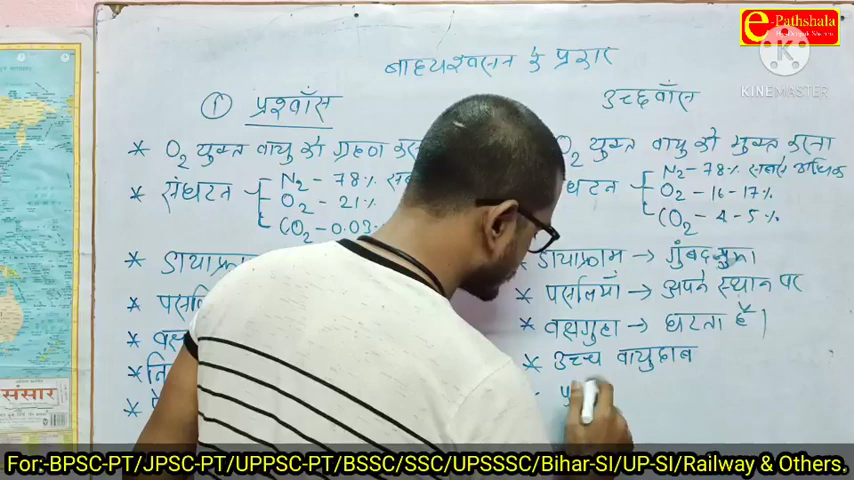 e-Pathshala
KINEMASTER
बाह्यश्वसन के प्रकार
① प्रश्वाँस
उच्छवाँस
* O2 युक्त वायु को ग्रहण
O2 युक्त वायु को मुक्त करना
* संघटन N2 - 78%
O2 - 21%
CO2 - 0.03
N2 - 78% सबसे अधिक
O2 - 16-17%
CO2 - 4-5%
* डायाफ्राम → गुंबदनुमा
* पसलियाँ → अपने स्थान पर
* वक्षगुहा → घटता है।
* उच्च वायुदाब
संसार
For:-BPSC-PT/JPSC-PT/UPPSC-PT/BSSC/SSC/UPSSSC/Bihar-SI/UP-SI/Railway & Others.